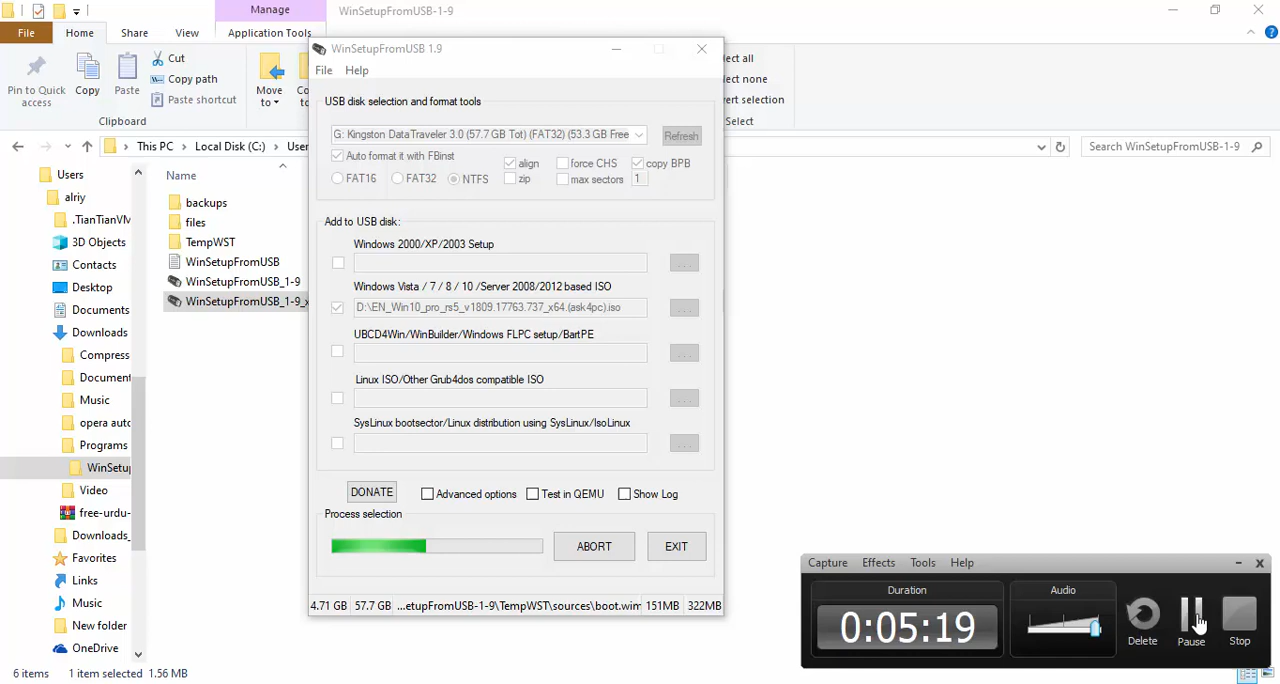 Manage
WinSetupFromUSB-1-9
File
Home
Share
View
Application Tools
Pin to Quick access
Copy
Paste
Cut
Copy path
Paste shortcut
Move to
Clipboard
Select
This PC
Local Disk (C:)
Search WinSetupFromUSB-1-9
Users
alriy
.TianTianVM
3D Objects
Contacts
Desktop
Documents
Downloads
Compress
Document
Music
opera auto
Programs
WinSetup
Video
free-urdu-
Downloads_
Favorites
Links
Music
New folder
OneDrive
Name
backups
files
TempWST
WinSetupFromUSB
WinSetupFromUSB_1-9
WinSetupFromUSB_1-9_x
6 items
1 item selected 1.56 MB
WinSetupFromUSB 1.9
File Help
USB disk selection and format tools
G: Kingston DataTraveler 3.0 (57.7 GB Tot) (FAT32) (53.3 GB Free
Refresh
Auto format it with FBinst
align
force CHS
copy BPB
FAT16
FAT32
NTFS
zip
max sectors
1
Add to USB disk:
Windows 2000/XP/2003 Setup
...
Windows Vista / 7 / 8 / 10 /Server 2008/2012 based ISO
D:\EN_Win10_pro_rs5_v1809.17763.737_x64.(ask4pc).iso
...
UBCD4Win/WinBuilder/Windows FLPC setup/BartPE
...
Linux ISO/Other Grub4dos compatible ISO
...
SysLinux bootsector/Linux distribution using SysLinux/IsoLinux
...
DONATE
Advanced options
Test in QEMU
Show Log
Process selection
ABORT
EXIT
4.71 GB 57.7 GB ...etupFromUSB-1-9\TempWST\sources\boot.wim 151MB 322MB
Capture Effects Tools Help
Duration
0:05:19
Audio
Delete
Pause
Stop